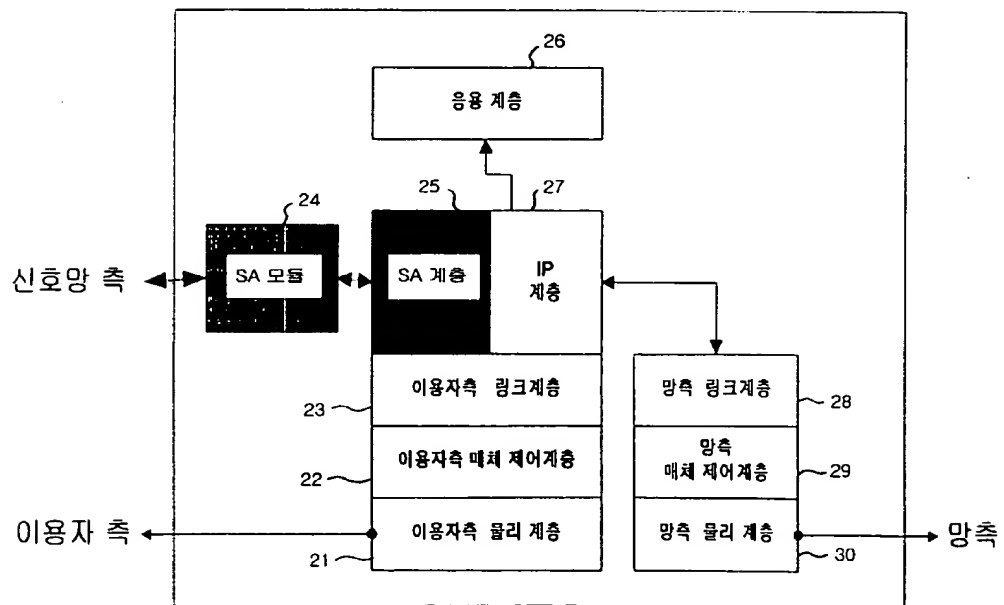 26
응용 계층
25
27
24
신호망 측
SA 모듈
SA 계층
IP
계층
이용자측 링크계층
23
망측 링크계층
28
이용자측 매체 제어계층
22
망측
매체 제어계층
29
이용자 측
이용자측 물리 계층
21
망측 물리 계층
30
망측